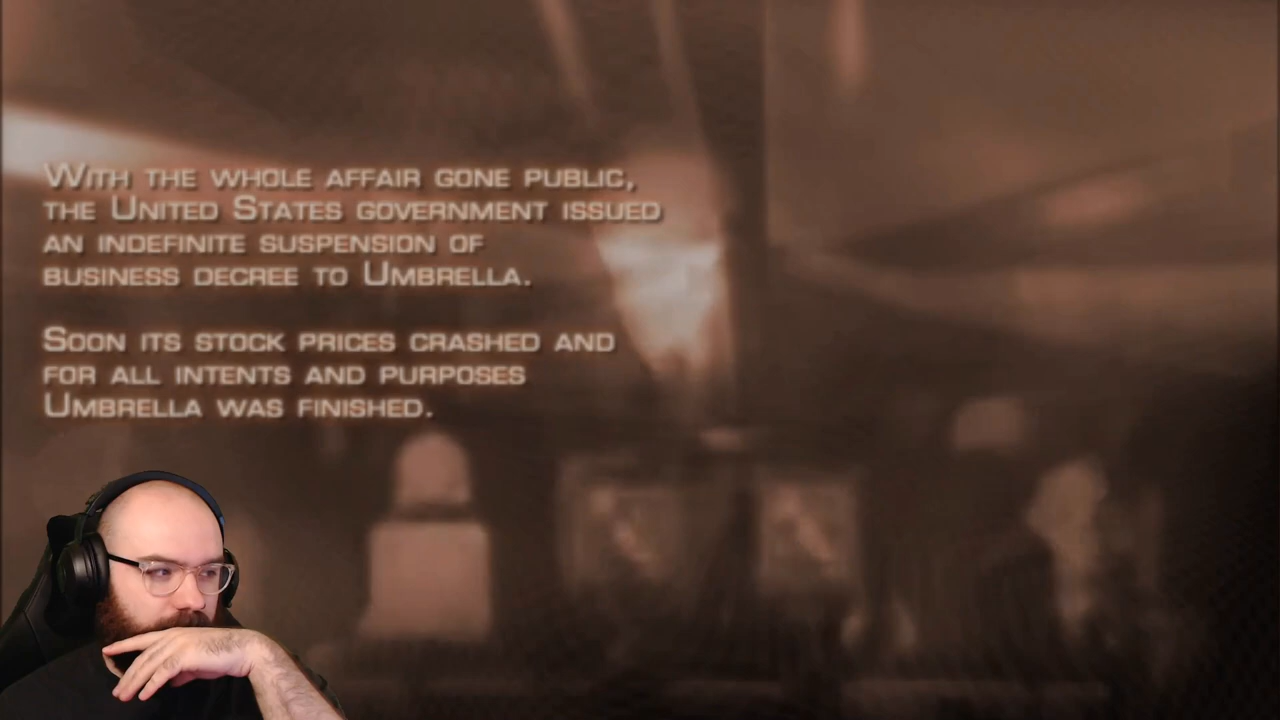 With the whole affair gone public,
the United States government issued
an indefinite suspension of
business decree to Umbrella.
Soon its stock prices crashed and
for all intents and purposes
Umbrella was finished.